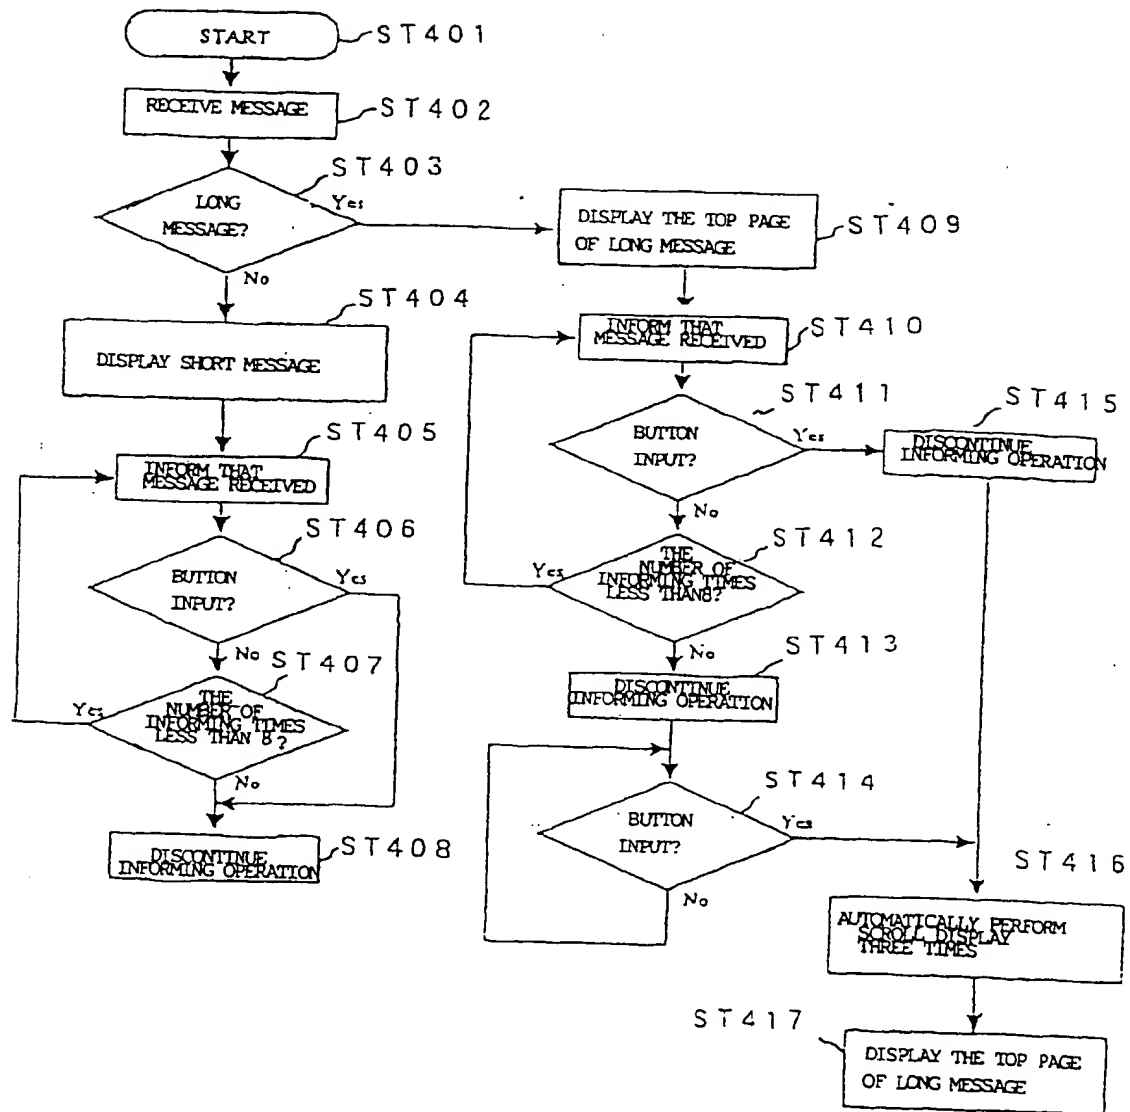 START
ST401
RECEIVE MESSAGE
ST402
ST403
LONG
MESSAGE?
Yes
No
ST404
DISPLAY SHORT MESSAGE
ST405
INFORM THAT
MESSAGE RECEIVED
ST406
BUTTON
INPUT?
Yes
No
ST407
THE
NUMBER OF
INFORMING TIMES
LESS THAN 8?
Yes
No
DISCONTINUE
INFORMING OPERATION
ST408
DISPLAY THE TOP PAGE
OF LONG MESSAGE
ST409
INFORM THAT
MESSAGE RECEIVED
ST410
ST411
BUTTON
INPUT?
Yes
No
ST415
DISCONTINUE
INFORMING OPERATION
ST412
THE
NUMBER OF
INFORMING TIMES
LESS THAN8?
Yes
No
ST413
DISCONTINUE
INFORMING OPERATION
ST414
BUTTON
INPUT?
Yes
No
ST416
AUTOMATICALLY PERFORM
SCROLL DISPLAY
THREE TIMES
ST417
DISPLAY THE TOP PAGE
OF LONG MESSAGE